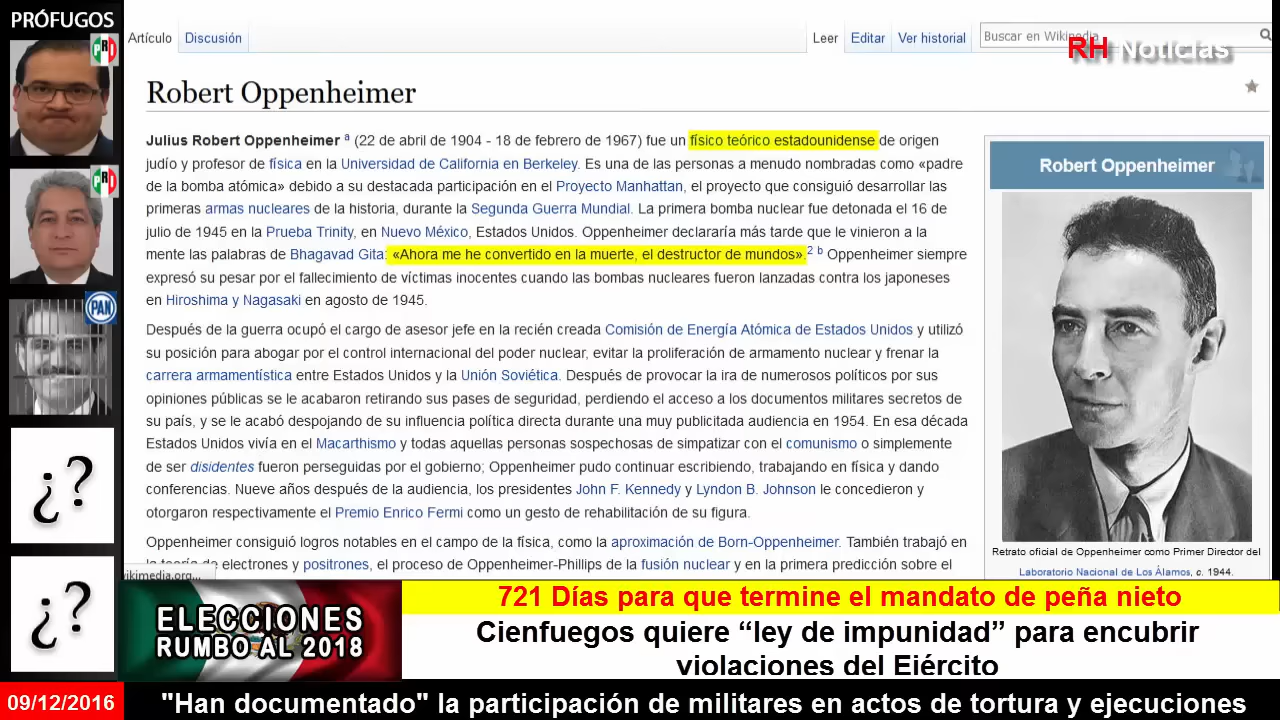 PRÓFUGOS
PRI
PRI
PAN
¿?
¿?
Artículo Discusión Leer Editar Ver historial Buscar en Wikipedia
RH Noticias
Robert Oppenheimer
Julius Robert Oppenheimer a (22 de abril de 1904 - 18 de febrero de 1967) fue un físico teórico estadounidense de origen
judío y profesor de física en la Universidad de California en Berkeley. Es una de las personas a menudo nombradas como «padre
de la bomba atómica» debido a su destacada participación en el Proyecto Manhattan, el proyecto que consiguió desarrollar las
primeras armas nucleares de la historia, durante la Segunda Guerra Mundial. La primera bomba nuclear fue detonada el 16 de
julio de 1945 en la Prueba Trinity, en Nuevo México, Estados Unidos. Oppenheimer declararía más tarde que le vinieron a la
mente las palabras de Bhagavad Gita: «Ahora me he convertido en la muerte, el destructor de mundos» 2 b Oppenheimer siempre
expresó su pesar por el fallecimiento de víctimas inocentes cuando las bombas nucleares fueron lanzadas contra los japoneses
en Hiroshima y Nagasaki en agosto de 1945.
Después de la guerra ocupó el cargo de asesor jefe en la recién creada Comisión de Energía Atómica de Estados Unidos y utilizó
su posición para abogar por el control internacional del poder nuclear, evitar la proliferación de armamento nuclear y frenar la
carrera armamentística entre Estados Unidos y la Unión Soviética. Después de provocar la ira de numerosos políticos por sus
opiniones públicas se le acabaron retirando sus pases de seguridad, perdiendo el acceso a los documentos militares secretos de
su país, y se le acabó despojando de su influencia política directa durante una muy publicitada audiencia en 1954. En esa década
Estados Unidos vivía en el Macarthismo y todas aquellas personas sospechosas de simpatizar con el comunismo o simplemente
de ser disidentes fueron perseguidas por el gobierno; Oppenheimer pudo continuar escribiendo, trabajando en física y dando
conferencias. Nueve años después de la audiencia, los presidentes John F. Kennedy y Lyndon B. Johnson le concedieron y
otorgaron respectivamente el Premio Enrico Fermi como un gesto de rehabilitación de su figura.
Oppenheimer consiguió logros notables en el campo de la física, como la aproximación de Born-Oppenheimer. También trabajó en
la teoría de electrones y positrones, el proceso de Oppenheimer-Phillips de la fusión nuclear y en la primera predicción sobre el
wikimedia.org...
Robert Oppenheimer
Retrato oficial de Oppenheimer como Primer Director del
Laboratorio Nacional de Los Álamos, c. 1944.
ELECCIONES
RUMBO AL 2018
721 Días para que termine el mandato de peña nieto
Cienfuegos quiere “ley de impunidad” para encubrir
violaciones del Ejército
09/12/2016 "Han documentado" la participación de militares en actos de tortura y ejecuciones